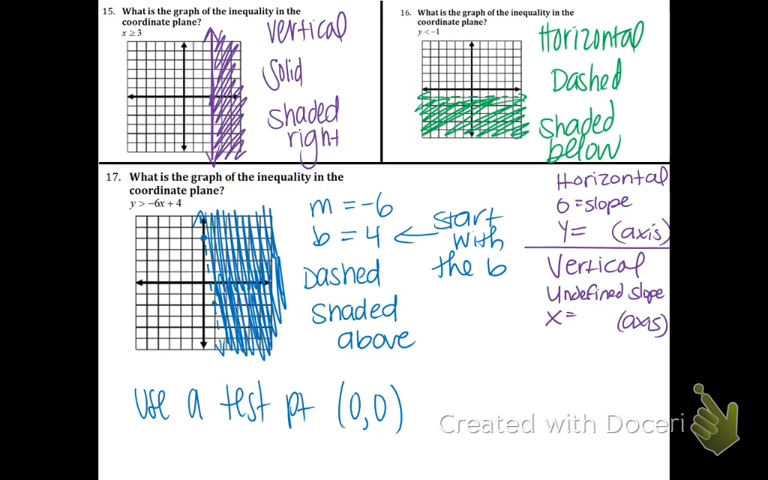 15. What is the graph of the inequality in the
coordinate plane?
x ≥ 3
vertical
Solid
Shaded
right
16. What is the graph of the inequality in the
coordinate plane?
y < −1
Horizontal
Dashed
Shaded
below
17. What is the graph of the inequality in the
coordinate plane?
y > −6x + 4
m = -6
b = 4
Dashed
Shaded
above
start
with
the b
Horizontal
0 = slope
Y= (axis)
Vertical
Undefined slope
X= (axis)
use a test pt (0,0)
Created with Doceri